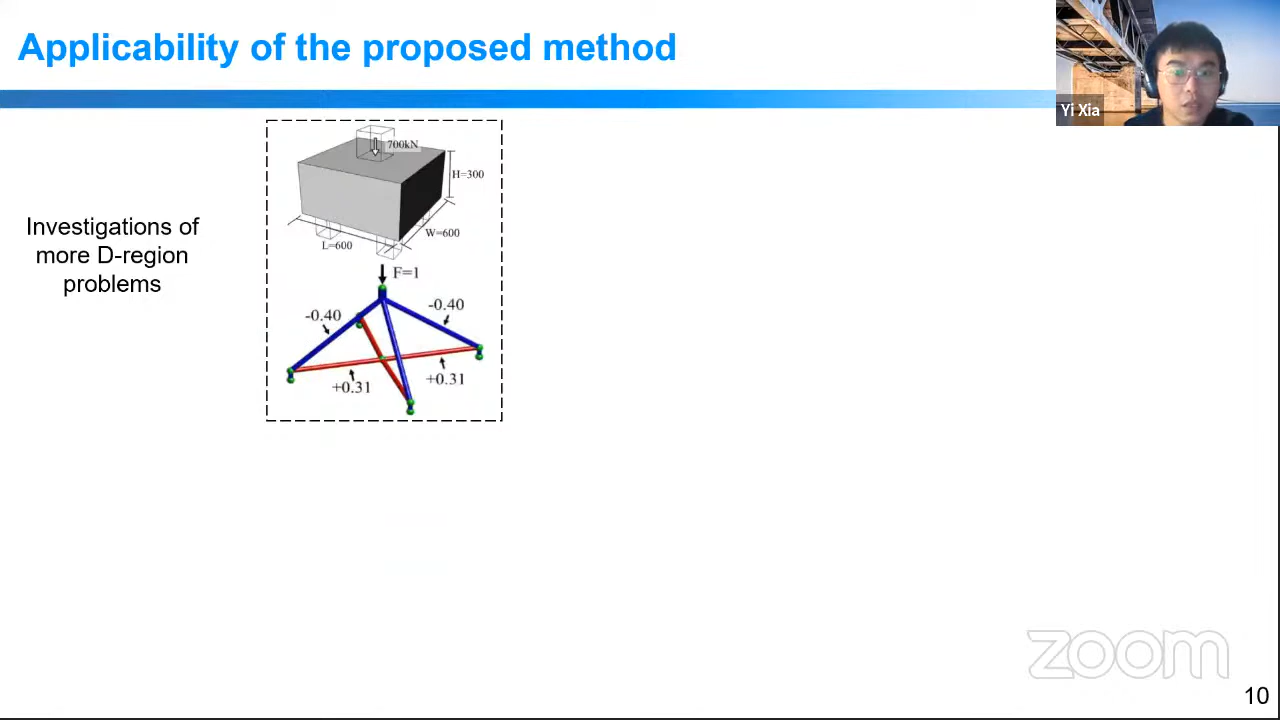 Applicability of the proposed method
Yi Xia
Investigations of
more D-region
problems
700kN
H=300
W=600
L=600
F=1
-0.40
-0.40
+0.31
+0.31
zoom
10